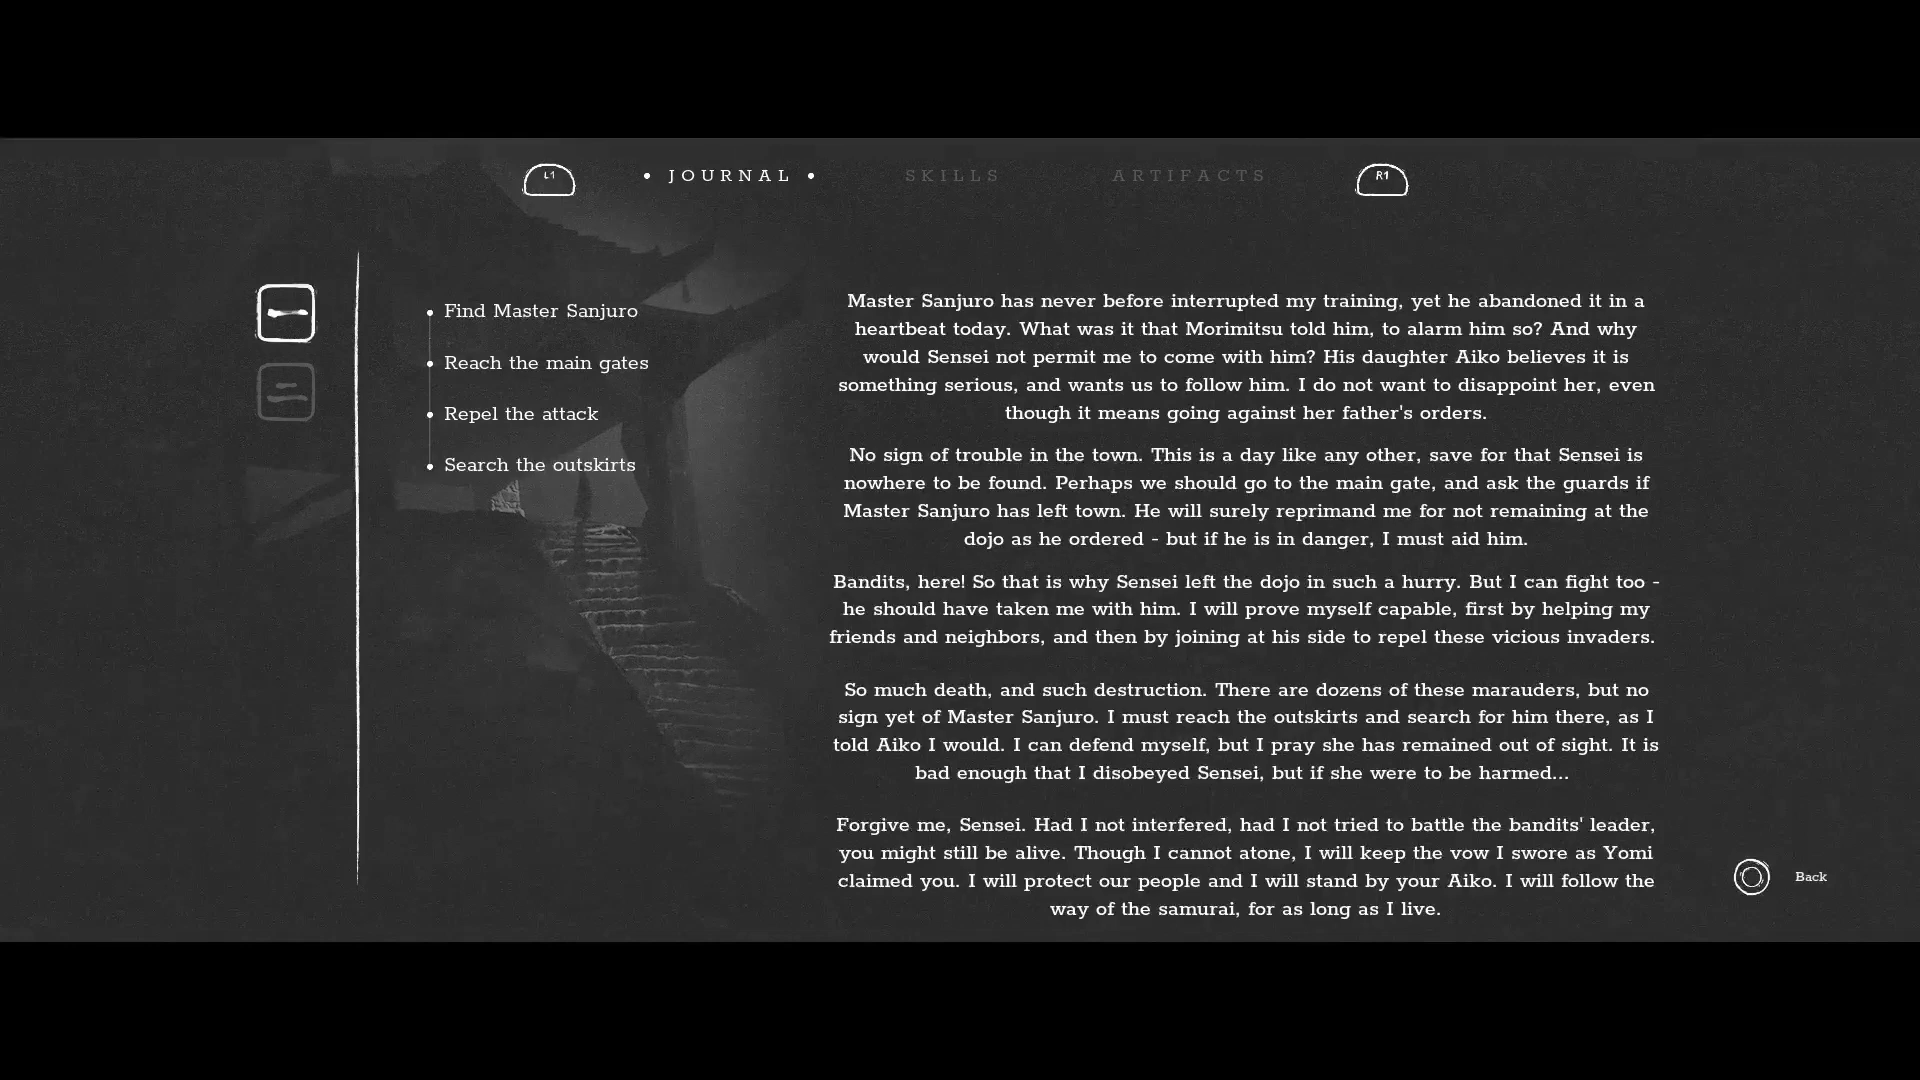 L1
• JOURNAL •
SKILLS
ARTIFACTS
R1
一
二
• Find Master Sanjuro
• Reach the main gates
• Repel the attack
• Search the outskirts
Master Sanjuro has never before interrupted my training, yet he abandoned it in a
heartbeat today. What was it that Morimitsu told him, to alarm him so? And why
would Sensei not permit me to come with him? His daughter Aiko believes it is
something serious, and wants us to follow him. I do not want to disappoint her, even
though it means going against her father's orders.
No sign of trouble in the town. This is a day like any other, save for that Sensei is
nowhere to be found. Perhaps we should go to the main gate, and ask the guards if
Master Sanjuro has left town. He will surely reprimand me for not remaining at the
dojo as he ordered - but if he is in danger, I must aid him.
Bandits, here! So that is why Sensei left the dojo in such a hurry. But I can fight too -
he should have taken me with him. I will prove myself capable, first by helping my
friends and neighbors, and then by joining at his side to repel these vicious invaders.
So much death, and such destruction. There are dozens of these marauders, but no
sign yet of Master Sanjuro. I must reach the outskirts and search for him there, as I
told Aiko I would. I can defend myself, but I pray she has remained out of sight. It is
bad enough that I disobeyed Sensei, but if she were to be harmed...
Forgive me, Sensei. Had I not interfered, had I not tried to battle the bandits' leader,
you might still be alive. Though I cannot atone, I will keep the vow I swore as Yomi
claimed you. I will protect our people and I will stand by your Aiko. I will follow the
way of the samurai, for as long as I live.
Back